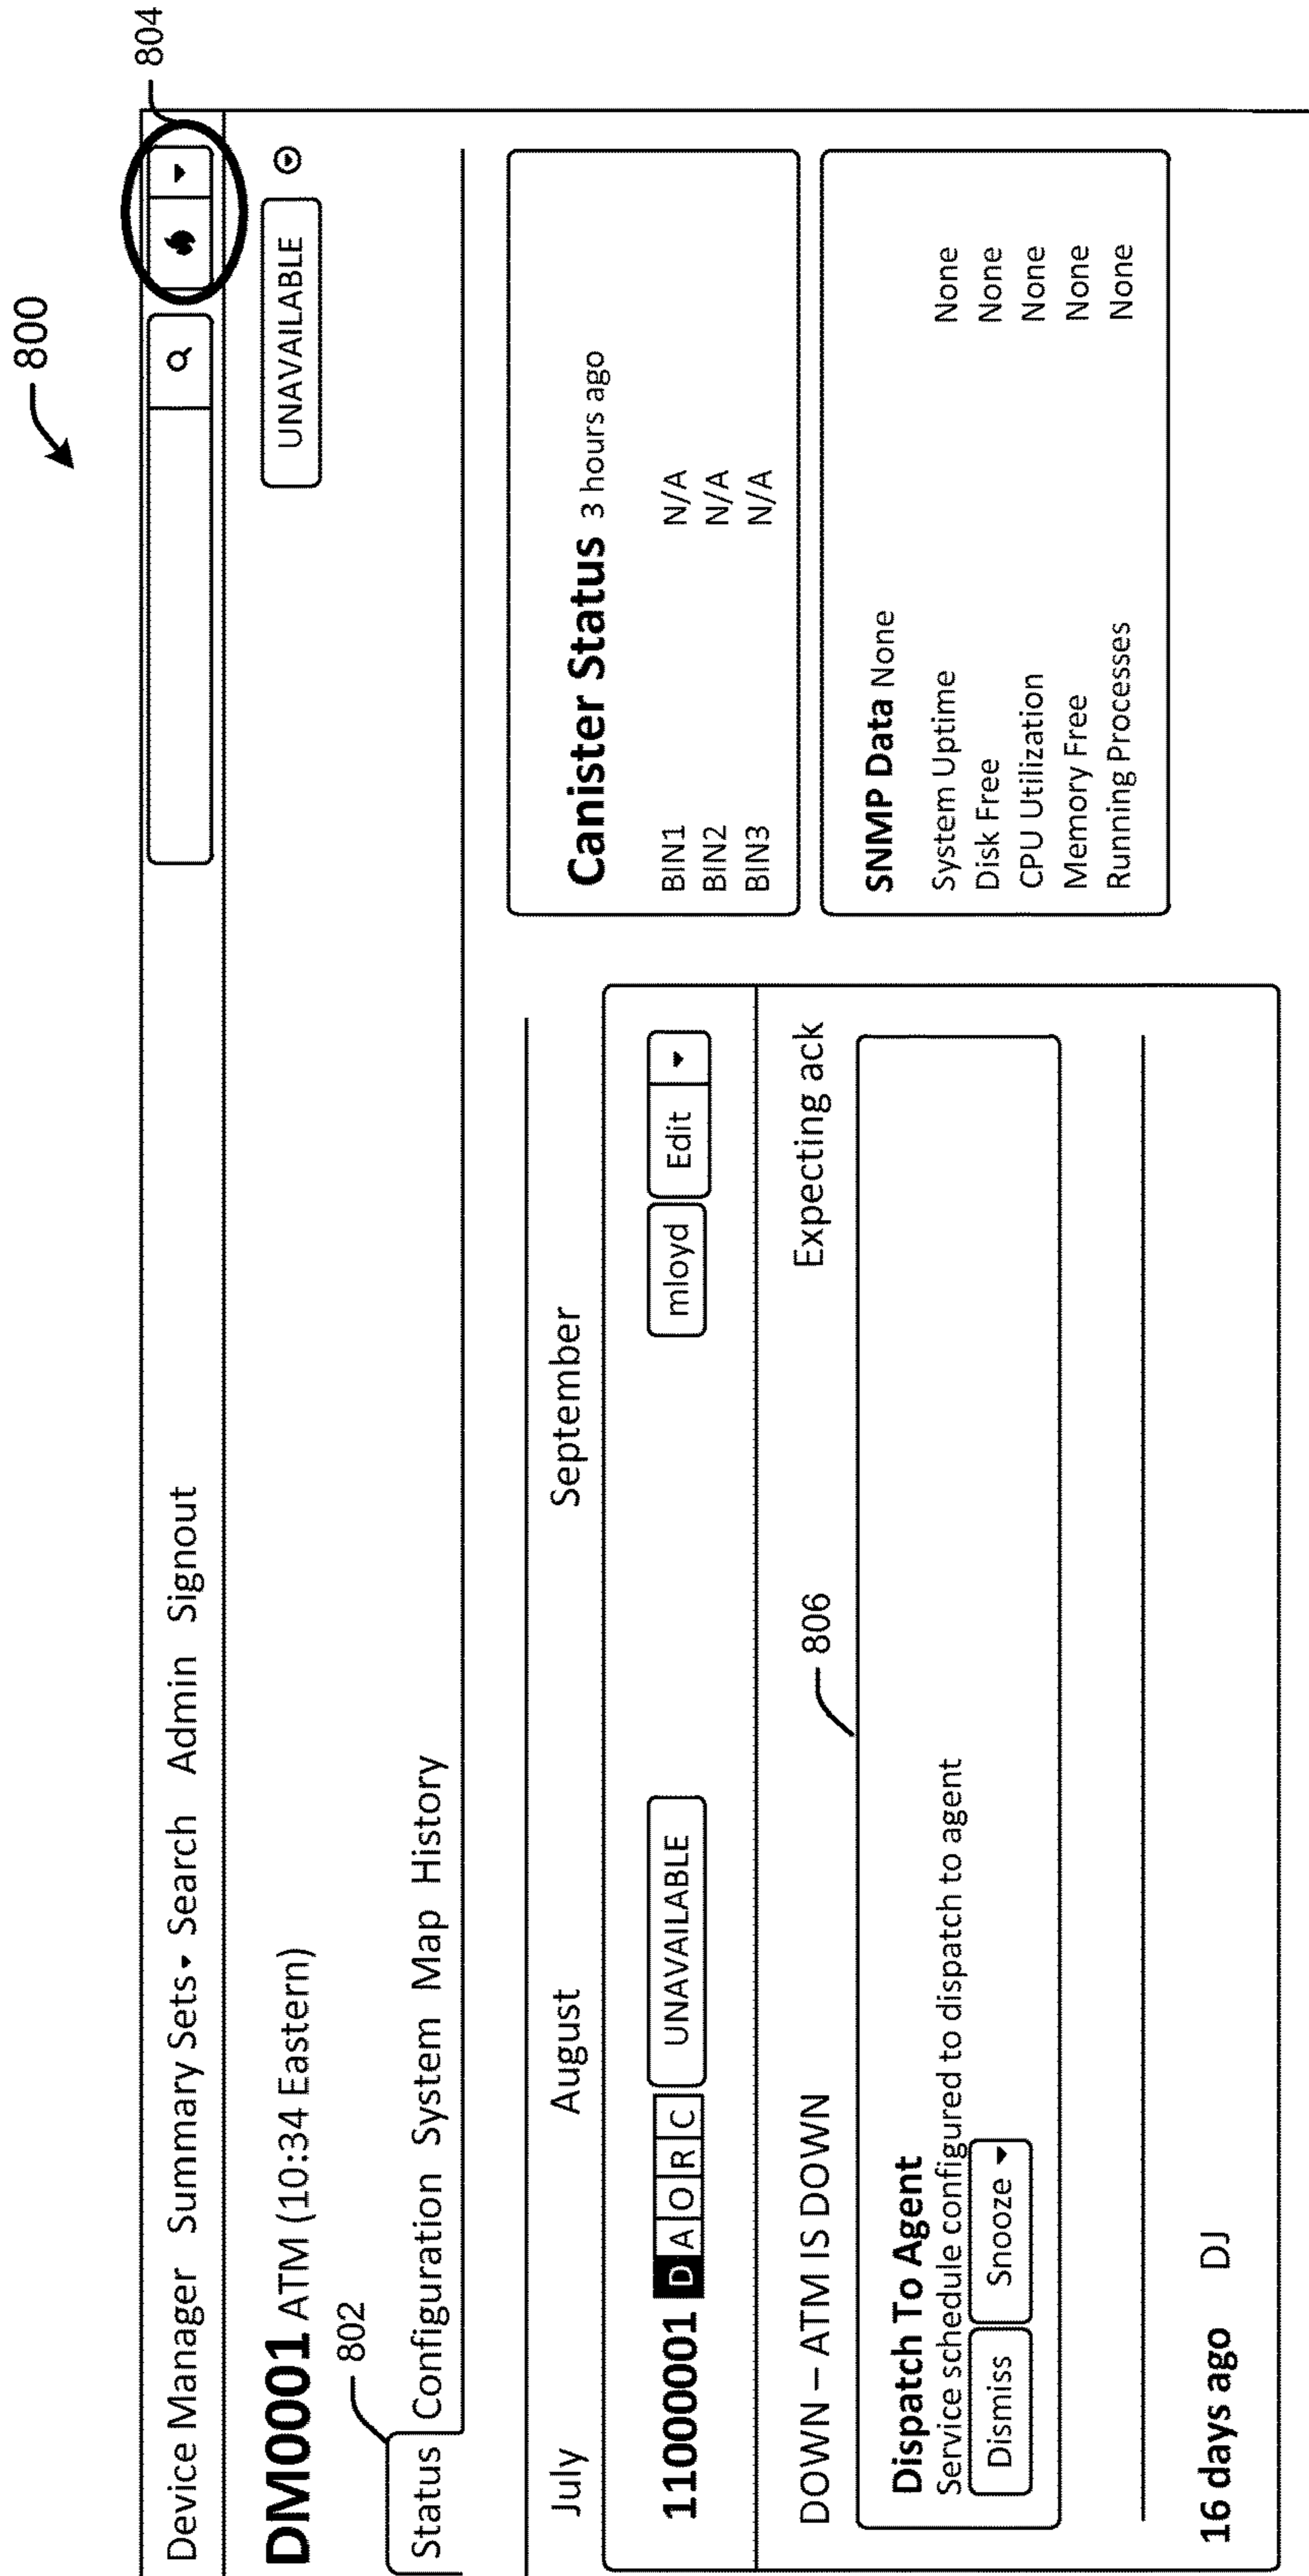 800
804
Device Manager Summary Sets Search Admin Signout
DM0001 ATM (10:34 Eastern)
UNAVAILABLE
802
Status Configuration System Map History
July August September
1100001 D A O R C UNAVAILABLE mloyd Edit
DOWN – ATM IS DOWN Expecting ack
806
Dispatch To Agent
Service schedule configured to dispatch to agent
Dismiss Snooze
16 days ago DJ
Canister Status 3 hours ago
BIN1 N/A
BIN2 N/A
BIN3 N/A
SNMP Data None
System Uptime None
Disk Free None
CPU Utilization None
Memory Free None
Running Processes None